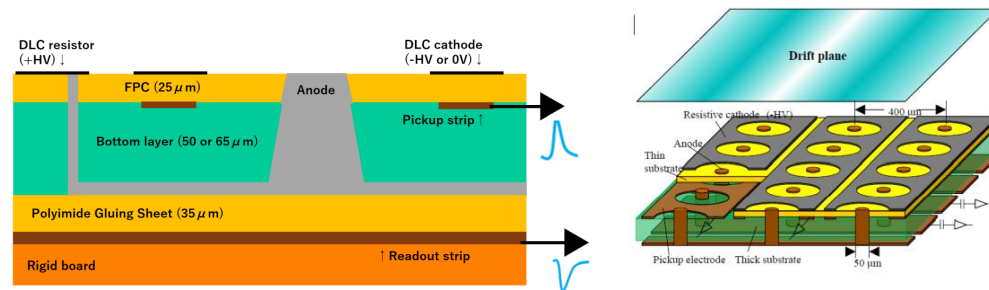 DLC resistor
(+HV) ↓
DLC cathode
(-HV or 0V) ↓
FPC (25μm)
Anode
Pickup strip ↑
Bottom layer (50 or 65μm)
Polyimide Gluing Sheet (35μm)
Rigid board
↑ Readout strip
Drift plane
Resistive cathode (-HV)
400 μm
Anode
Thin
substrate
Pickup electrode
Thick substrate
50 μm